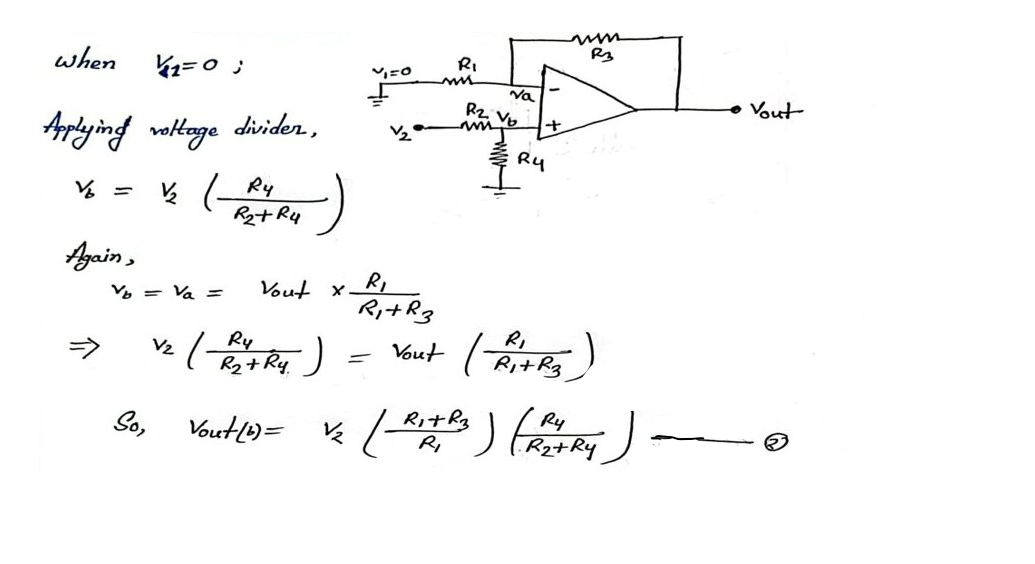 When V1=0 ;
V1=0
R1
R3
Va
-
Vout
Applying voltage divider,
V2
R2
Vb
+
R4
Vb = V2 (R4/(R2+R4))
Again,
Vb = Va = Vout × R1/(R1+R3)
⇒ V2 (R4/(R2+R4)) = Vout (R1/(R1+R3))
So, Vout(b) = V2 ((R1+R3)/R1) (R4/(R2+R4)) —— ②